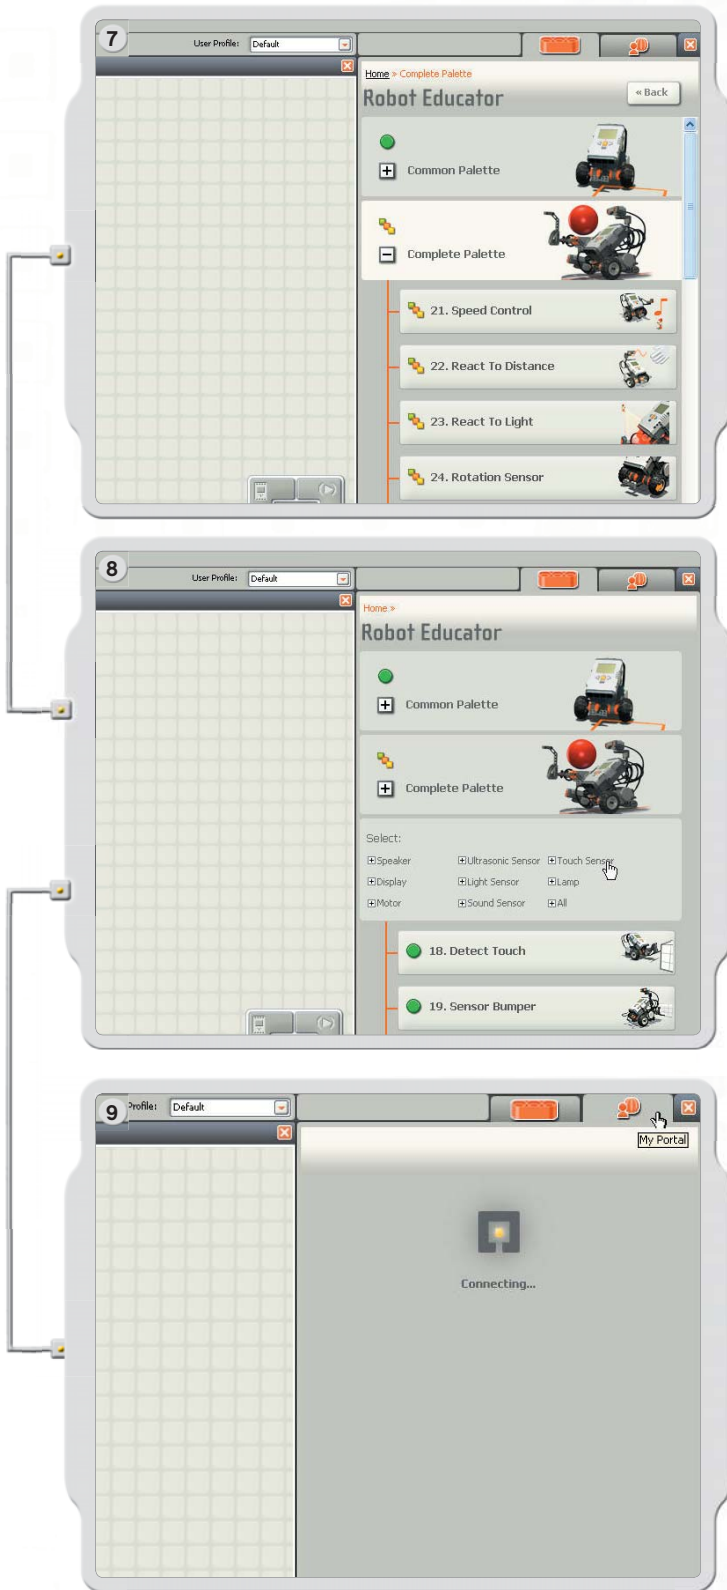 7
User Profile: Default
Home » Complete Palette
Robot Educator
« Back
Common Palette
Complete Palette
21. Speed Control
22. React To Distance
23. React To Light
24. Rotation Sensor
8
User Profile: Default
Home »
Robot Educator
Common Palette
Complete Palette
Select:
Speaker Ultrasonic Sensor Touch Sensor
Display Light Sensor Lamp
Motor Sound Sensor All
18. Detect Touch
19. Sensor Bumper
9
Profile: Default
My Portal
Connecting...